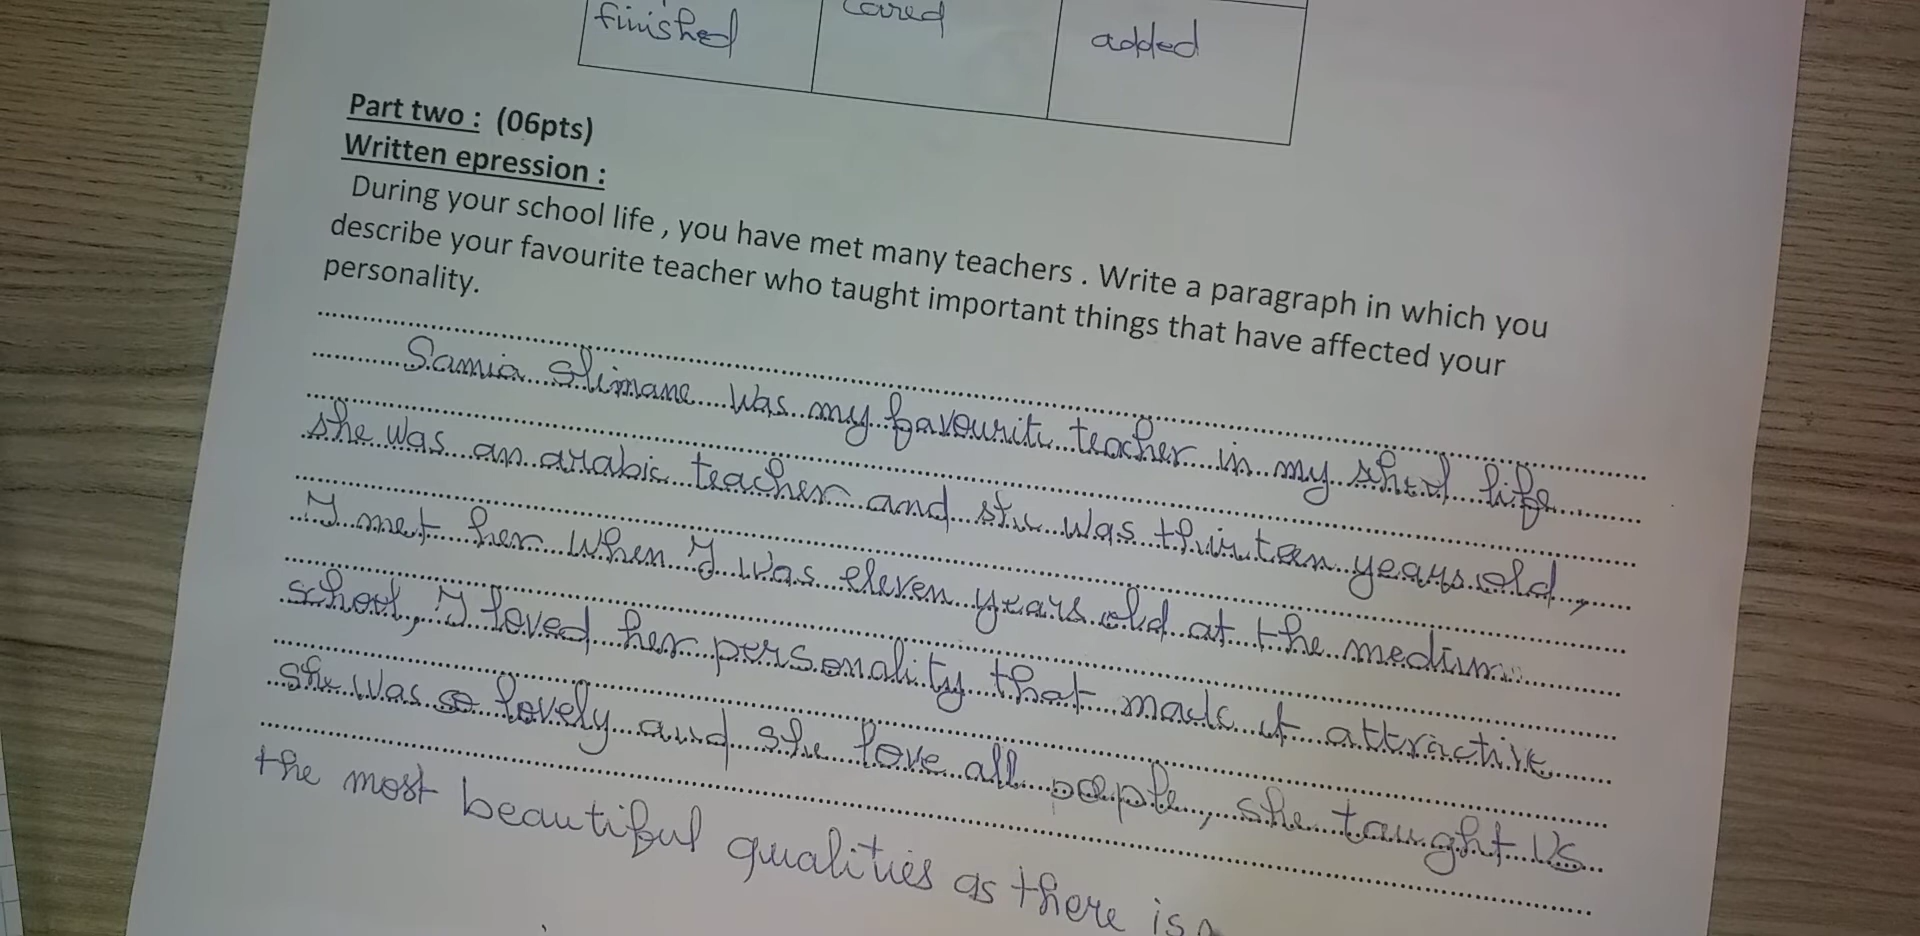 finished cared added
Part two : (06pts)
Written epression :
During your school life , you have met many teachers . Write a paragraph in which you
describe your favourite teacher who taught important things that have affected your
personality.
Samia Slimane was my favourite teacher in my shool life
she was an arabic teacher and she was thirteen years old ,
I met her when I was eleven years old at the medium
school, I loved her personality that made it attractive
she was so lovely and she love all people, she taught us
the most beautiful qualities as there is